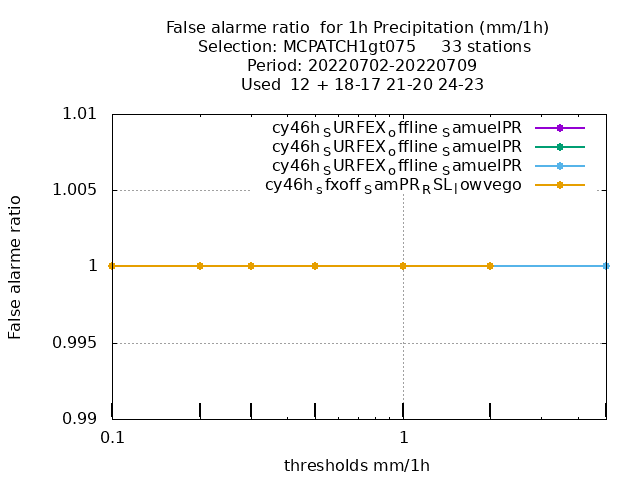 False alarme ratio  for 1h Precipitation (mm/1h)
Selection: MCPATCH1gt075     33 stations
Period: 20220702-20220709
Used  12 + 18-17 21-20 24-23
1.01
cy46h_SURFEX_offline_SamuelPR
cy46h_SURFEX_offline_SamuelPR
cy46h_SURFEX_offline_SamuelPR
cy46h_sfxoff_SamPR_RSL_lowvego
1.005
1
0.995
0.99
False alarme ratio
0.1
1
thresholds mm/1h